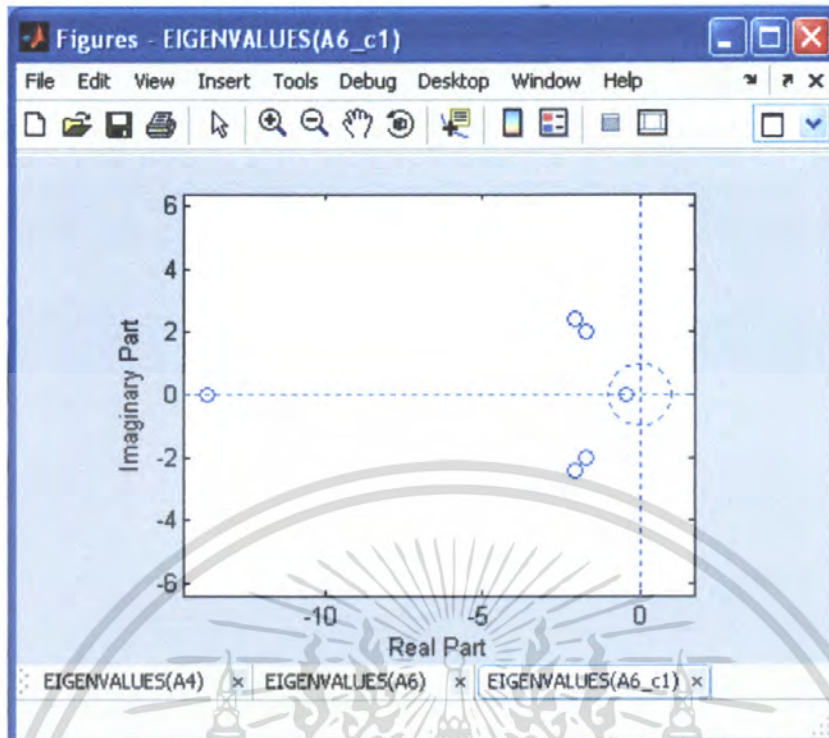 Figures - EIGENVALUES(A6_c1)
File Edit View Insert Tools Debug Desktop Window Help
6
4
2
0
-2
-4
-6
Imaginary Part
-10 -5 0
Real Part
EIGENVALUES(A4) × EIGENVALUES(A6) × EIGENVALUES(A6_c1) ×